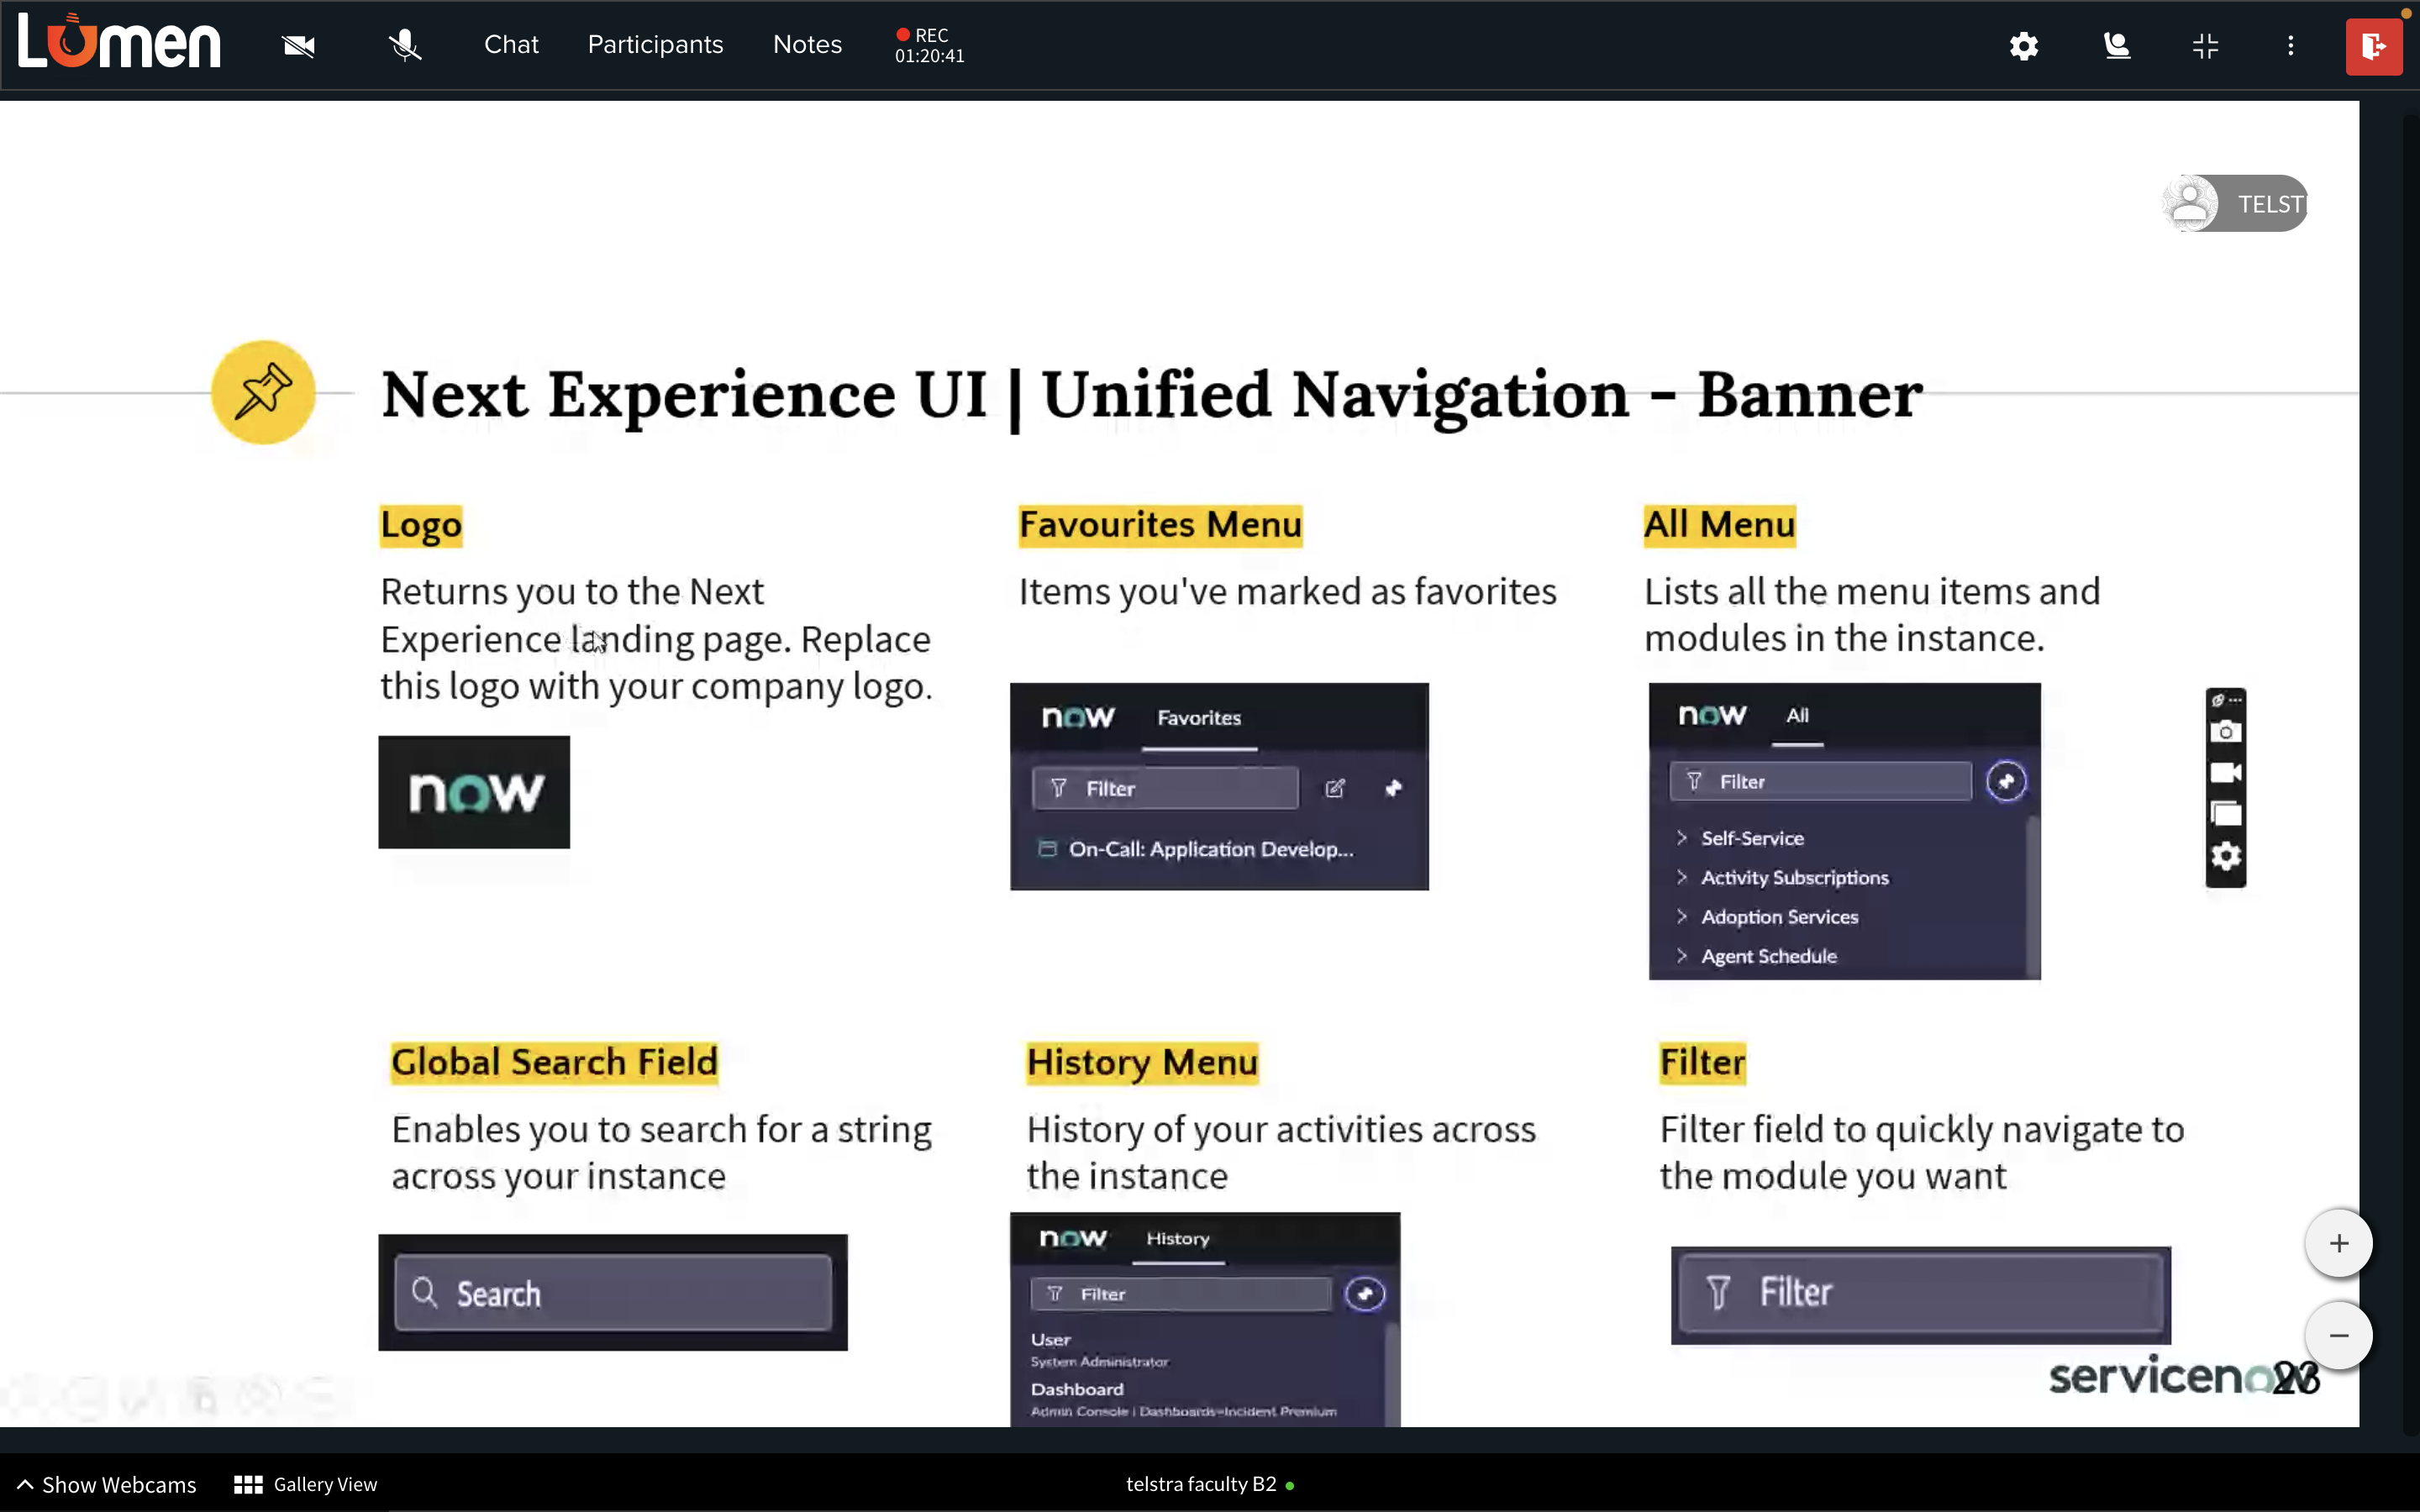 Lumen
Chat
Participants
Notes
REC
01:20:41
TELST
Next Experience UI | Unified Navigation - Banner
Logo
Returns you to the Next
Experience landing page. Replace
this logo with your company logo.
now
Favourites Menu
Items you've marked as favorites
now Favorites
Filter
On-Call: Application Develop...
All Menu
Lists all the menu items and
modules in the instance.
now All
Filter
Self-Service
Activity Subscriptions
Adoption Services
Agent Schedule
Global Search Field
Enables you to search for a string
across your instance
Search
History Menu
History of your activities across
the instance
now History
Filter
User
System Administrator
Dashboard
Admin Console | Dashboards=Incident Premium
Filter
Filter field to quickly navigate to
the module you want
Filter
servicenow
23
Show Webcams
Gallery View
telstra faculty B2